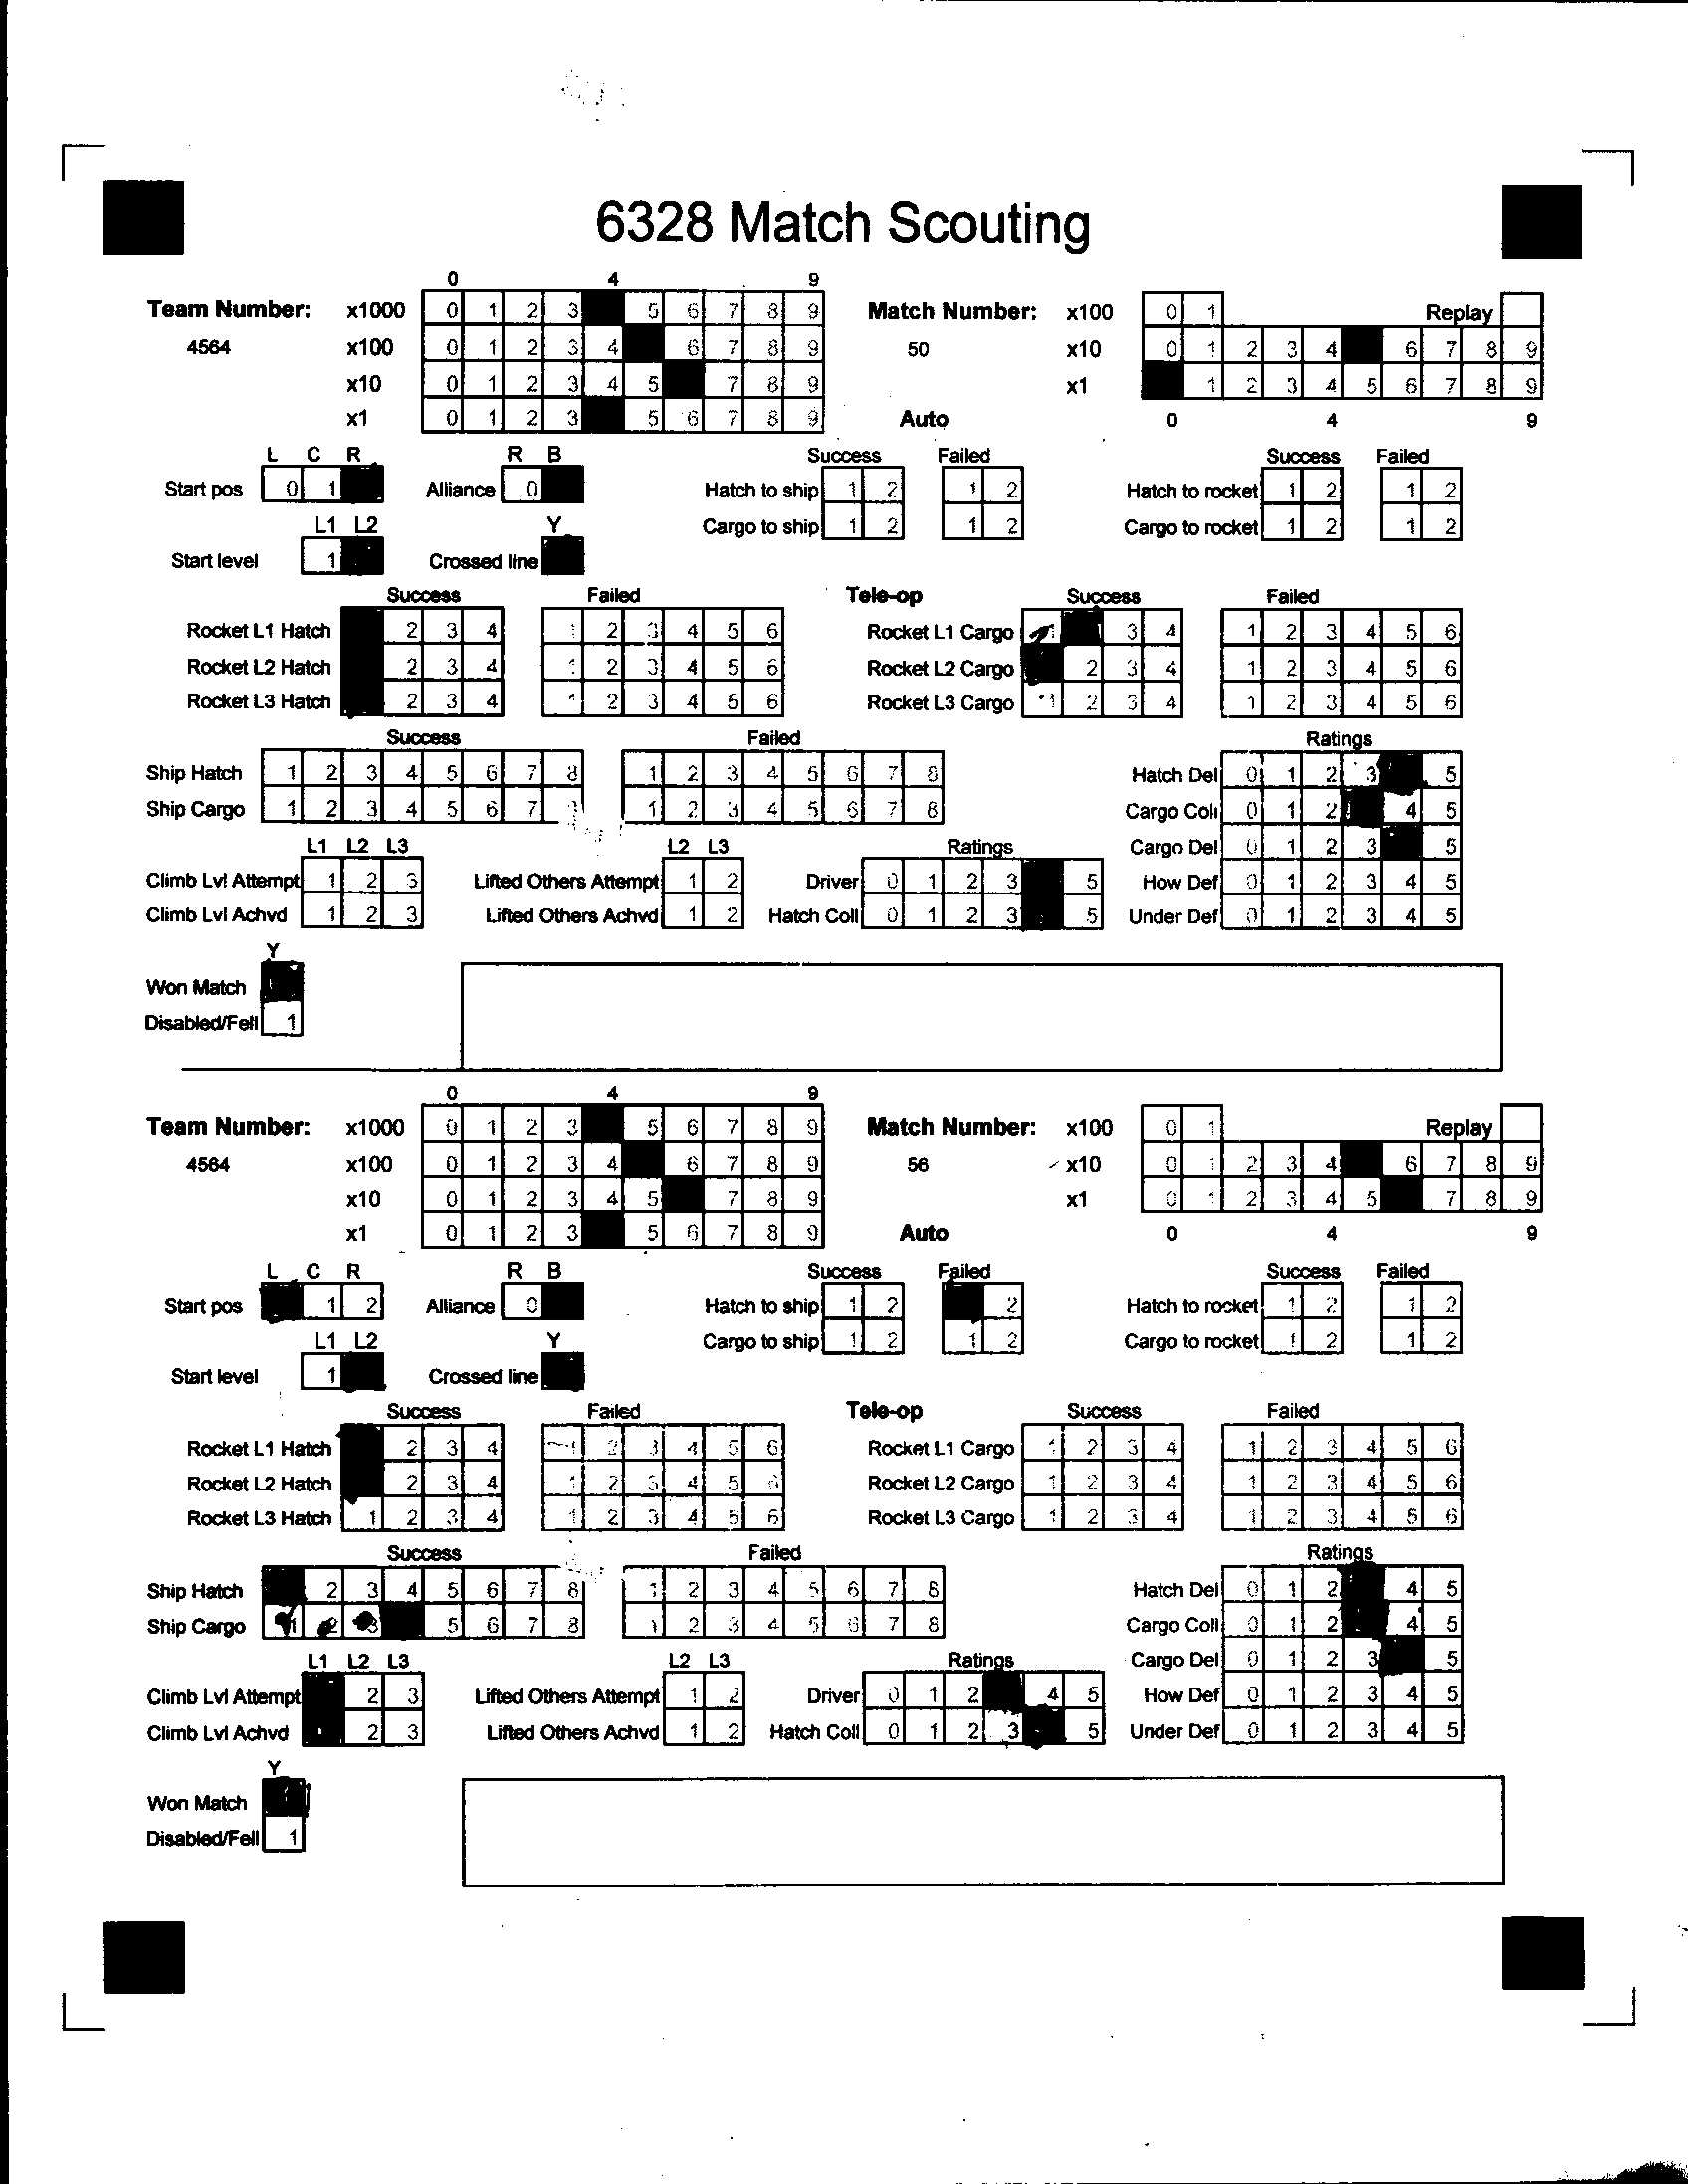 6328 Match Scouting
0 4 9
Team Number: x1000 0 1 2 3 5 6 7 8 9 Match Number: x100 0 1 Replay
4564 x100 0 1 2 3 4 6 7 8 9 50 x10 0 1 2 3 4 6 7 8 9
x10 0 1 2 3 4 5 7 8 9 x1 1 2 3 4 5 6 7 8 9
x1 0 1 2 3 5 6 7 8 9 Auto 0 4 9
L C R R B Success Failed Success Failed
Start pos 0 1 Alliance 0 Hatch to ship 1 2 1 2 Hatch to rocket 1 2 1 2
L1 L2 Y Cargo to ship 1 2 1 2 Cargo to rocket 1 2 1 2
Start level 1 Crossed line
Success Failed Tele-op Success Failed
Rocket L1 Hatch 2 3 4 1 2 3 4 5 6 Rocket L1 Cargo 1 3 4 1 2 3 4 5 6
Rocket L2 Hatch 2 3 4 1 2 3 4 5 6 Rocket L2 Cargo 2 3 4 1 2 3 4 5 6
Rocket L3 Hatch 2 3 4 1 2 3 4 5 6 Rocket L3 Cargo 1 2 3 4 1 2 3 4 5 6
Success Failed Ratings
Ship Hatch 1 2 3 4 5 6 7 8 1 2 3 4 5 6 7 8 Hatch Del 0 1 2 3 5
Ship Cargo 1 2 3 4 5 6 7 8 1 2 3 4 5 6 7 8 Cargo Coll 0 1 2 4 5
L1 L2 L3 L2 L3 Ratings Cargo Del 0 1 2 3 5
Climb Lvl Attempt 1 2 3 Lifted Others Attempt 1 2 Driver 0 1 2 3 5 How Def 0 1 2 3 4 5
Climb Lvl Achvd 1 2 3 Lifted Others Achvd 1 2 Hatch Coll 0 1 2 3 5 Under Def 0 1 2 3 4 5
Y
Won Match
Disabled/Fell 1
0 4 9
Team Number: x1000 0 1 2 3 5 6 7 8 9 Match Number: x100 0 1 Replay
4564 x100 0 1 2 3 4 6 7 8 9 56 x10 0 1 2 3 4 6 7 8 9
x10 0 1 2 3 4 5 7 8 9 x1 0 1 2 3 4 5 7 8 9
x1 0 1 2 3 5 6 7 8 9 Auto 0 4 9
L C R R B Success Failed Success Failed
Start pos 1 2 Alliance 0 Hatch to ship 1 2 2 Hatch to rocket 1 2 1 2
L1 L2 Y Cargo to ship 1 2 1 2 Cargo to rocket 1 2 1 2
Start level 1 Crossed line
Success Failed Tele-op Success Failed
Rocket L1 Hatch 2 3 4 1 2 3 4 5 6 Rocket L1 Cargo 1 2 3 4 1 2 3 4 5 6
Rocket L2 Hatch 2 3 4 1 2 3 4 5 6 Rocket L2 Cargo 1 2 3 4 1 2 3 4 5 6
Rocket L3 Hatch 1 2 3 4 1 2 3 4 5 6 Rocket L3 Cargo 1 2 3 4 1 2 3 4 5 6
Success Failed Ratings
Ship Hatch 2 3 4 5 6 7 8 1 2 3 4 5 6 7 8 Hatch Del 0 1 2 4 5
Ship Cargo 1 2 3 5 6 7 8 1 2 3 4 5 6 7 8 Cargo Coll 0 1 2 4 5
L1 L2 L3 L2 L3 Ratings Cargo Del 0 1 2 3 5
Climb Lvl Attempt 2 3 Lifted Others Attempt 1 2 Driver 0 1 2 4 5 How Def 0 1 2 3 4 5
Climb Lvl Achvd 2 3 Lifted Others Achvd 1 2 Hatch Coll 0 1 2 3 5 Under Def 0 1 2 3 4 5
Y
Won Match
Disabled/Fell 1